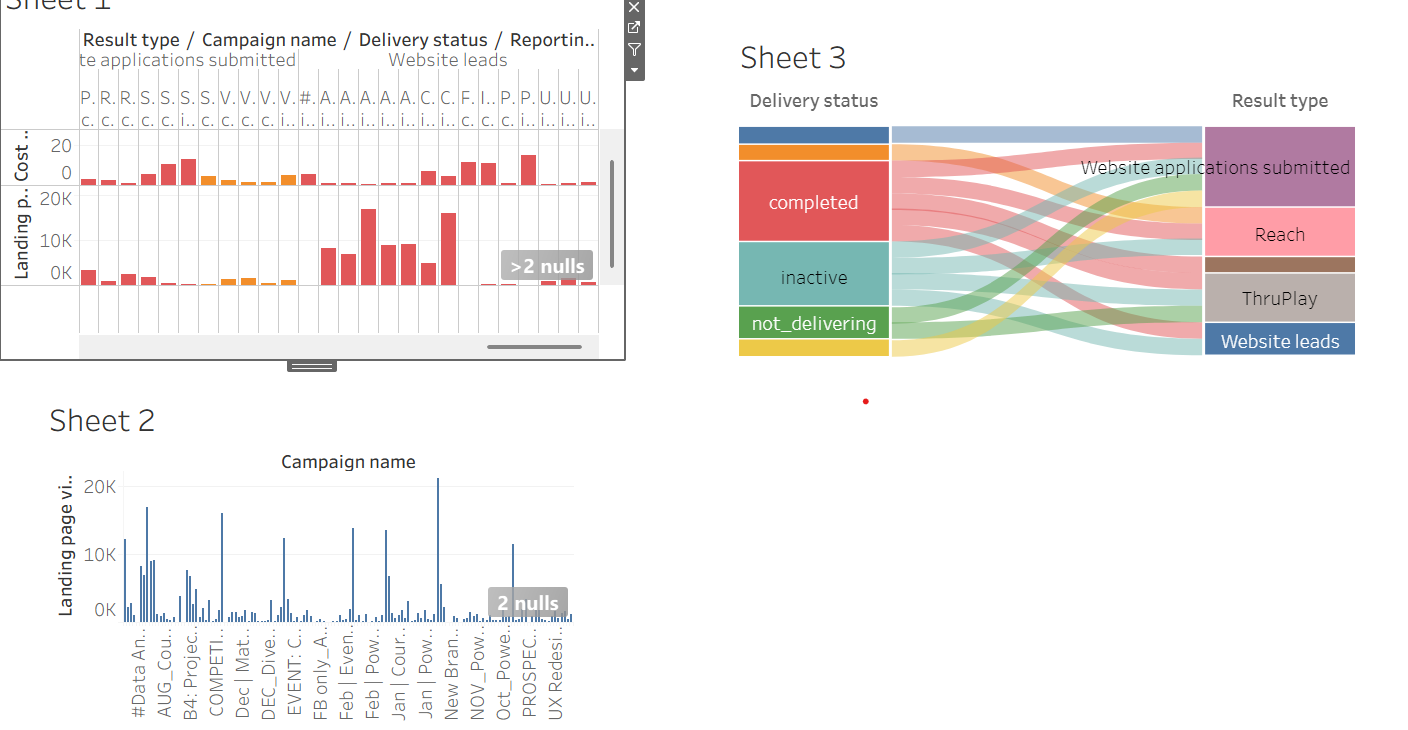 Sheet 1
Result type / Campaign name / Delivery status / Reportin..
te applications submitted
Website leads
P. R. R. S. S. S. S. V. V. V. V. #. A. A. A. A. A. C. C. F. I.. P. P. U. U. U.
c. c. c. c. c. i.. c. c. c. c. i.. i.. i.. i.. i.. i.. i.. c. i.. c. i.. c. i.. i.. i.. i..
Cost ..
20
0
Landing p..
20K
10K
0K
>2 nulls
Sheet 2
Campaign name
Landing page vi..
20K
10K
0K
2 nulls
#Data An..
AUG_Cou..
B4: Projec..
COMPETI..
Dec | Mat..
DEC_Dive..
EVENT: C..
FB only_A..
Feb | Even..
Feb | Pow..
Jan | Cour..
Jan | Pow..
New Bran..
NOV_Pow..
Oct_Powe..
PROSPEC..
UX Redesi..
Sheet 3
Delivery status
Result type
completed
inactive
not_delivering
Website applications submitted
Reach
ThruPlay
Website leads